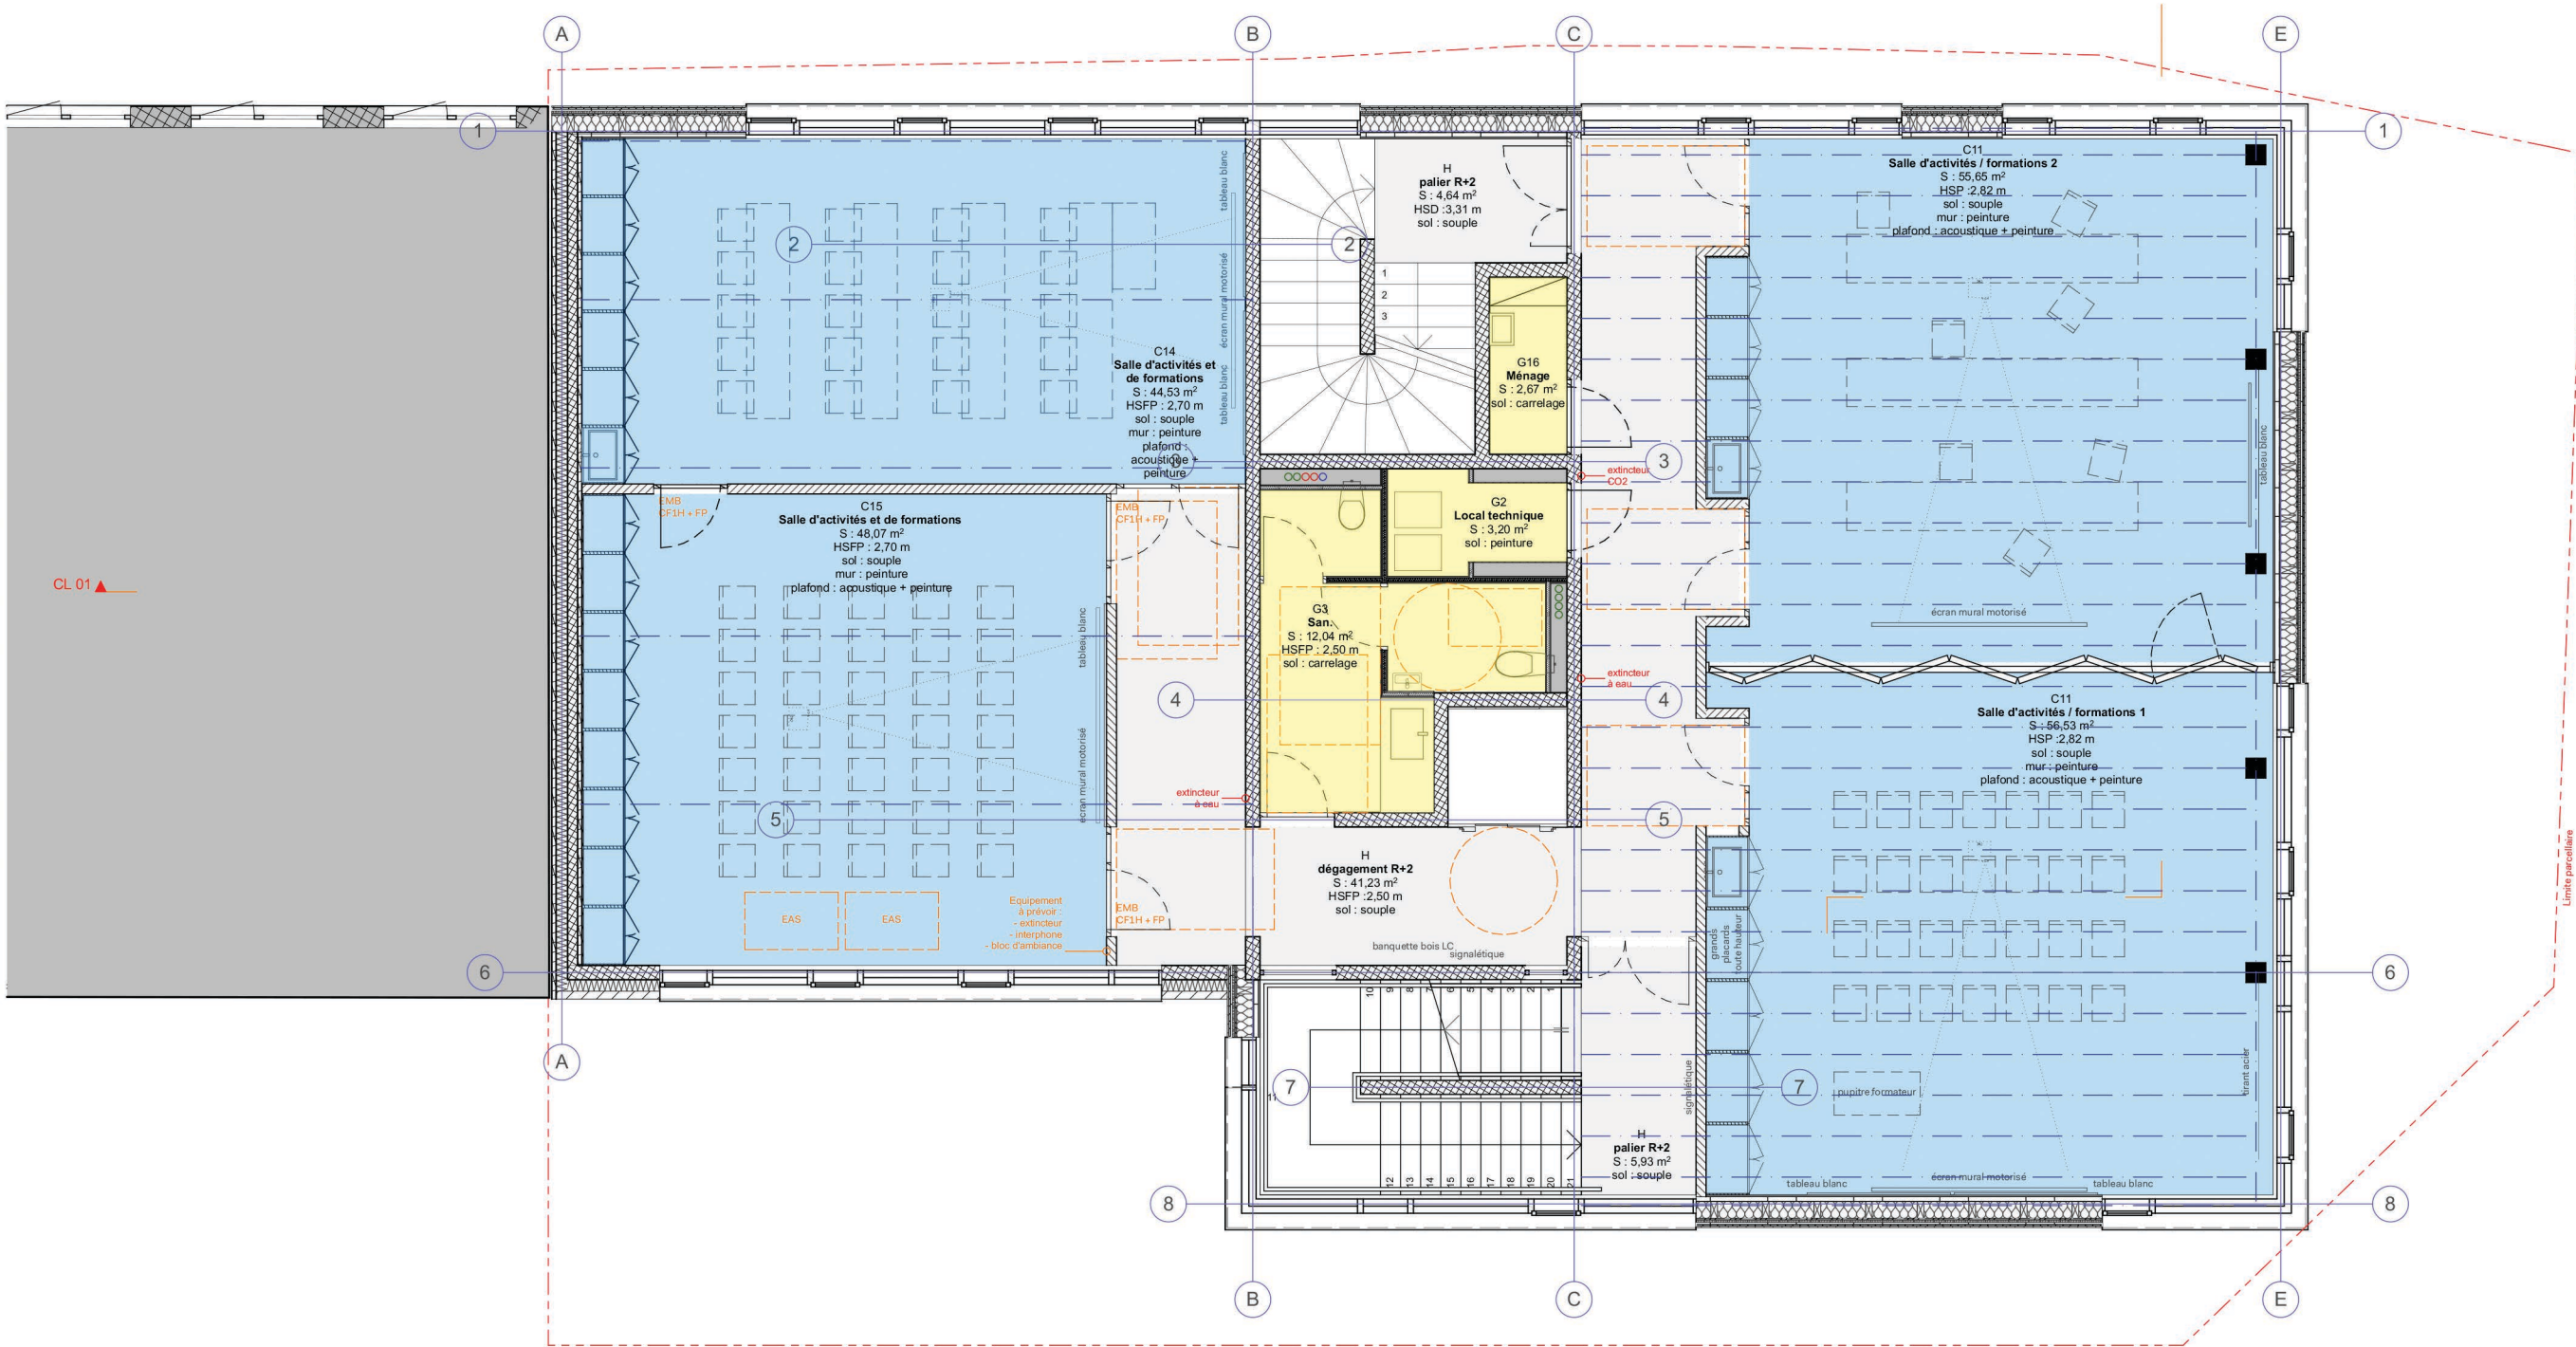 A
B
C
E
1
1
C14
Salle d'activités et
de formations
S : 44,53 m²
HSFP : 2,70 m
sol : souple
mur : peinture
plafond :
acoustique +
peinture
tableau blanc
écran mural motorisé
tableau blanc
2
2
H
palier R+2
S : 4,64 m²
HSD :3,31 m
sol : souple
1
2
3
G16
Ménage
S : 2,67 m²
sol : carrelage
C11
Salle d'activités / formations 2
S : 55,65 m²
HSP :2,82 m
sol : souple
mur : peinture
plafond : acoustique + peinture
tableau blanc
écran mural motorisé
3
3
extincteur
CO2
EMB
CF1H + FP
C15
Salle d'activités et de formations
S : 48,07 m²
HSFP : 2,70 m
sol : souple
mur : peinture
plafond : acoustique + peinture
tableau blanc
écran mural motorisé
EMB
CF1H + FP
G2
Local technique
S : 3,20 m²
sol : peinture
CL 01
G3
San.
S : 12,04 m²
HSFP : 2,50 m
sol : carrelage
extincteur
à eau
4
4
extincteur
à eau
5
5
C11
Salle d'activités / formations 1
S : 56,53 m²
HSP :2,82 m
sol : souple
mur : peinture
plafond : acoustique + peinture
EAS
EAS
Equipement
à prévoir :
- extincteur
- interphone
- bloc d'ambiance
EMB
CF1H + FP
H
dégagement R+2
S : 41,23 m²
HSFP :2,50 m
sol : souple
banquette bois LC
signalétique
grands
placards
toute hauteur
Limite parcellaire
6
6
10
9
8
7
6
5
4
3
2
1
A
7
7
11
12
13
14
15
16
17
18
19
20
21
signalétique
H
palier R+2
S : 5,93 m²
sol : souple
pupitre formateur
tirant acier
tableau blanc
écran mural motorisé
tableau blanc
8
8
B
C
E